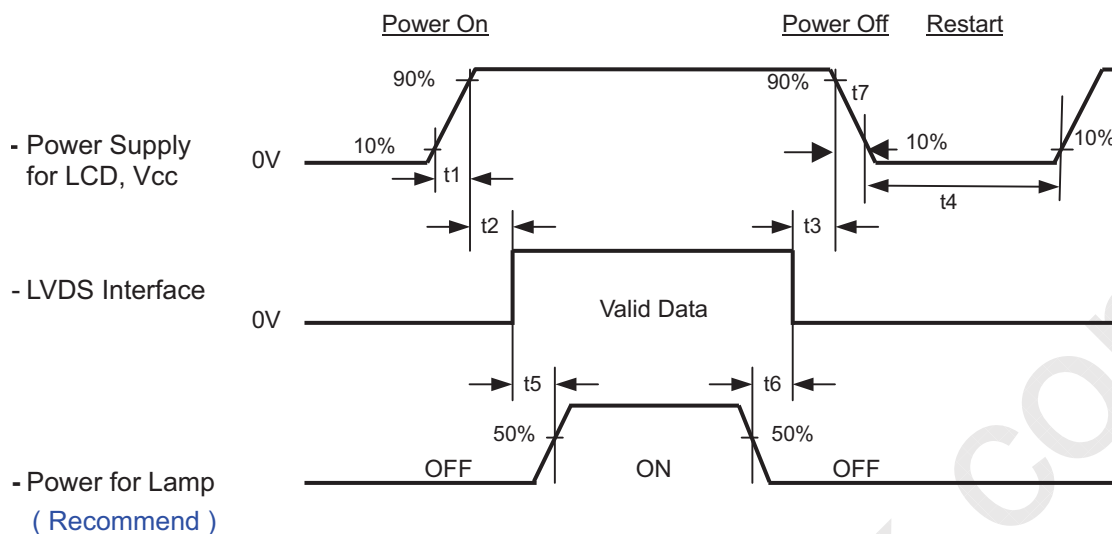 Power On Power Off Restart
90% 90% t7
- Power Supply
for LCD, Vcc
0V 10% 10% 10%
t1 t4
t2 t3
- LVDS Interface
0V Valid Data
t5 t6
50% 50%
OFF ON OFF
- Power for Lamp
( Recommend )